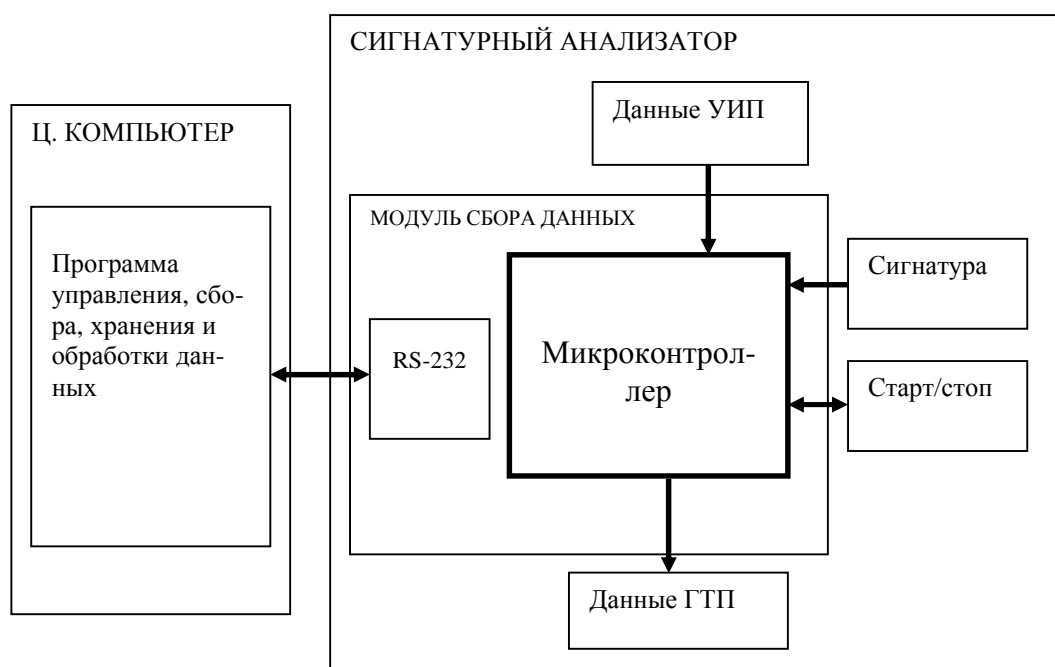 СИГНАТУРНЫЙ АНАЛИЗАТОР
Данные УИП
Ц. КОМПЬЮТЕР
МОДУЛЬ СБОРА ДАННЫХ
Программа
управления, сбо-
ра, хранения и
обработки дан-
ных
RS-232
Микроконтрол-
лер
Сигнатура
Старт/стоп
Данные ГТП